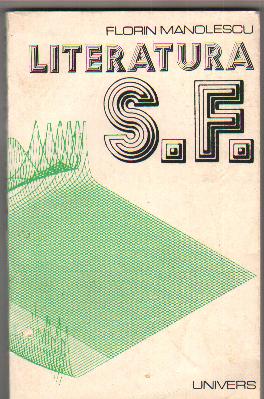 FLORIN MANOLESCU
LITERATURA
S.F.
UNIVERS